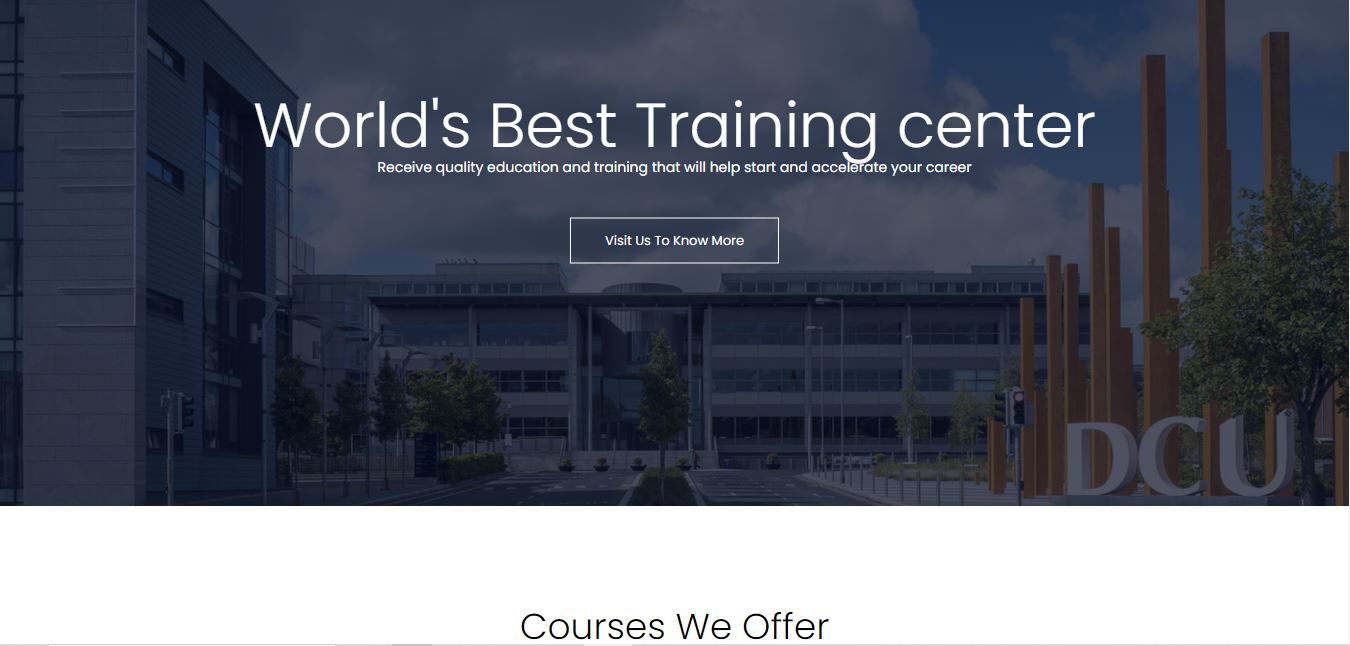 World's Best Training center
Receive quality education and training that will help start and accelerate your career
Visit Us To Know More
DCU
Courses We Offer